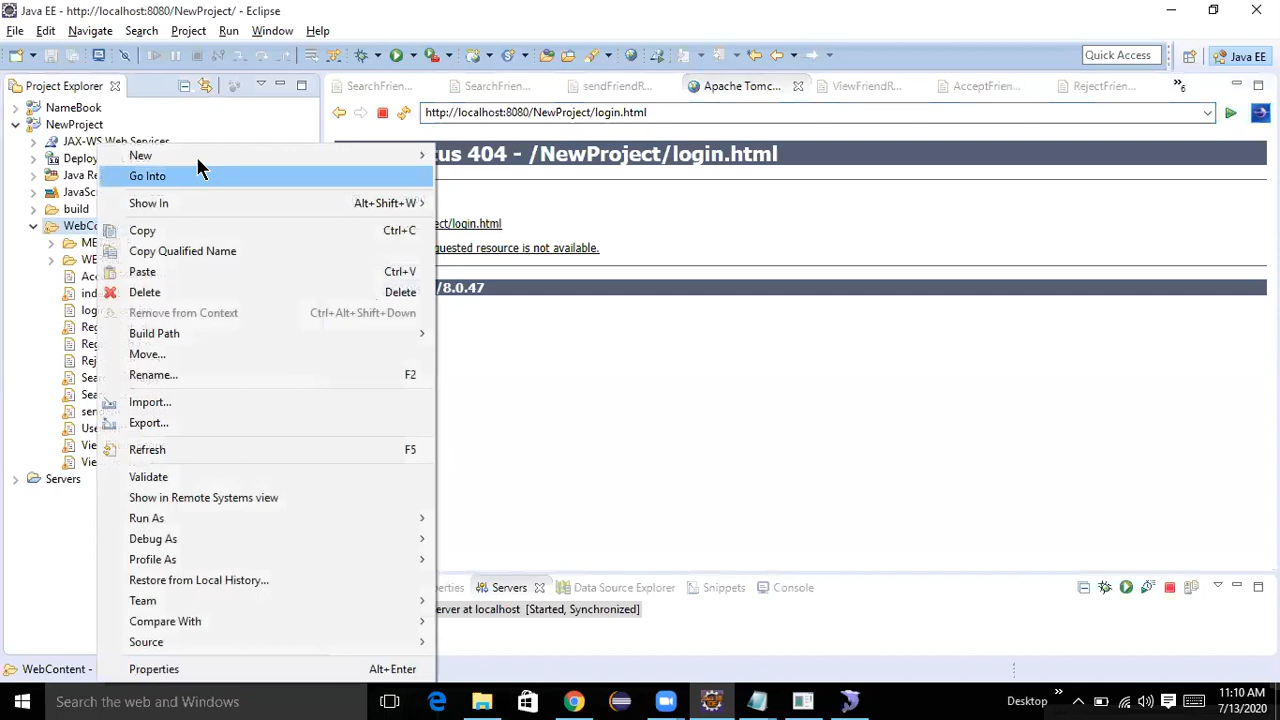 Java EE - http://localhost:8080/NewProject/ - Eclipse
File Edit Navigate Search Project Run Window Help
Quick Access
Java EE
Project Explorer
SearchFrien...
SearchFrien...
sendFriendR...
Apache Tomc...
ViewFriendR...
AcceptFrien...
RejectFrien...
»6
NameBook
NewProject
http://localhost:8080/NewProject/login.html
JAX-WS Web Services
Deploy
Java Re
JavaSc
build
WebCo
ME
WE
Ac
ind
log
Reg
Reg
Rej
Sea
Sea
sen
Use
Vie
Vie
Servers
New
Go Into
Show In Alt+Shift+W
Copy Ctrl+C
Copy Qualified Name
Paste Ctrl+V
Delete Delete
Remove from Context Ctrl+Alt+Shift+Down
Build Path
Move...
Rename... F2
Import...
Export...
Refresh F5
Validate
Show in Remote Systems view
Run As
Debug As
Profile As
Restore from Local History...
Team
Compare With
Source
Properties Alt+Enter
tus 404 - /NewProject/login.html
ct/login.html
quested resource is not available.
/8.0.47
perties
Servers
Data Source Explorer
Snippets
Console
erver at localhost [Started, Synchronized]
WebContent -
Search the web and Windows
Desktop
11:10 AM
7/13/2020